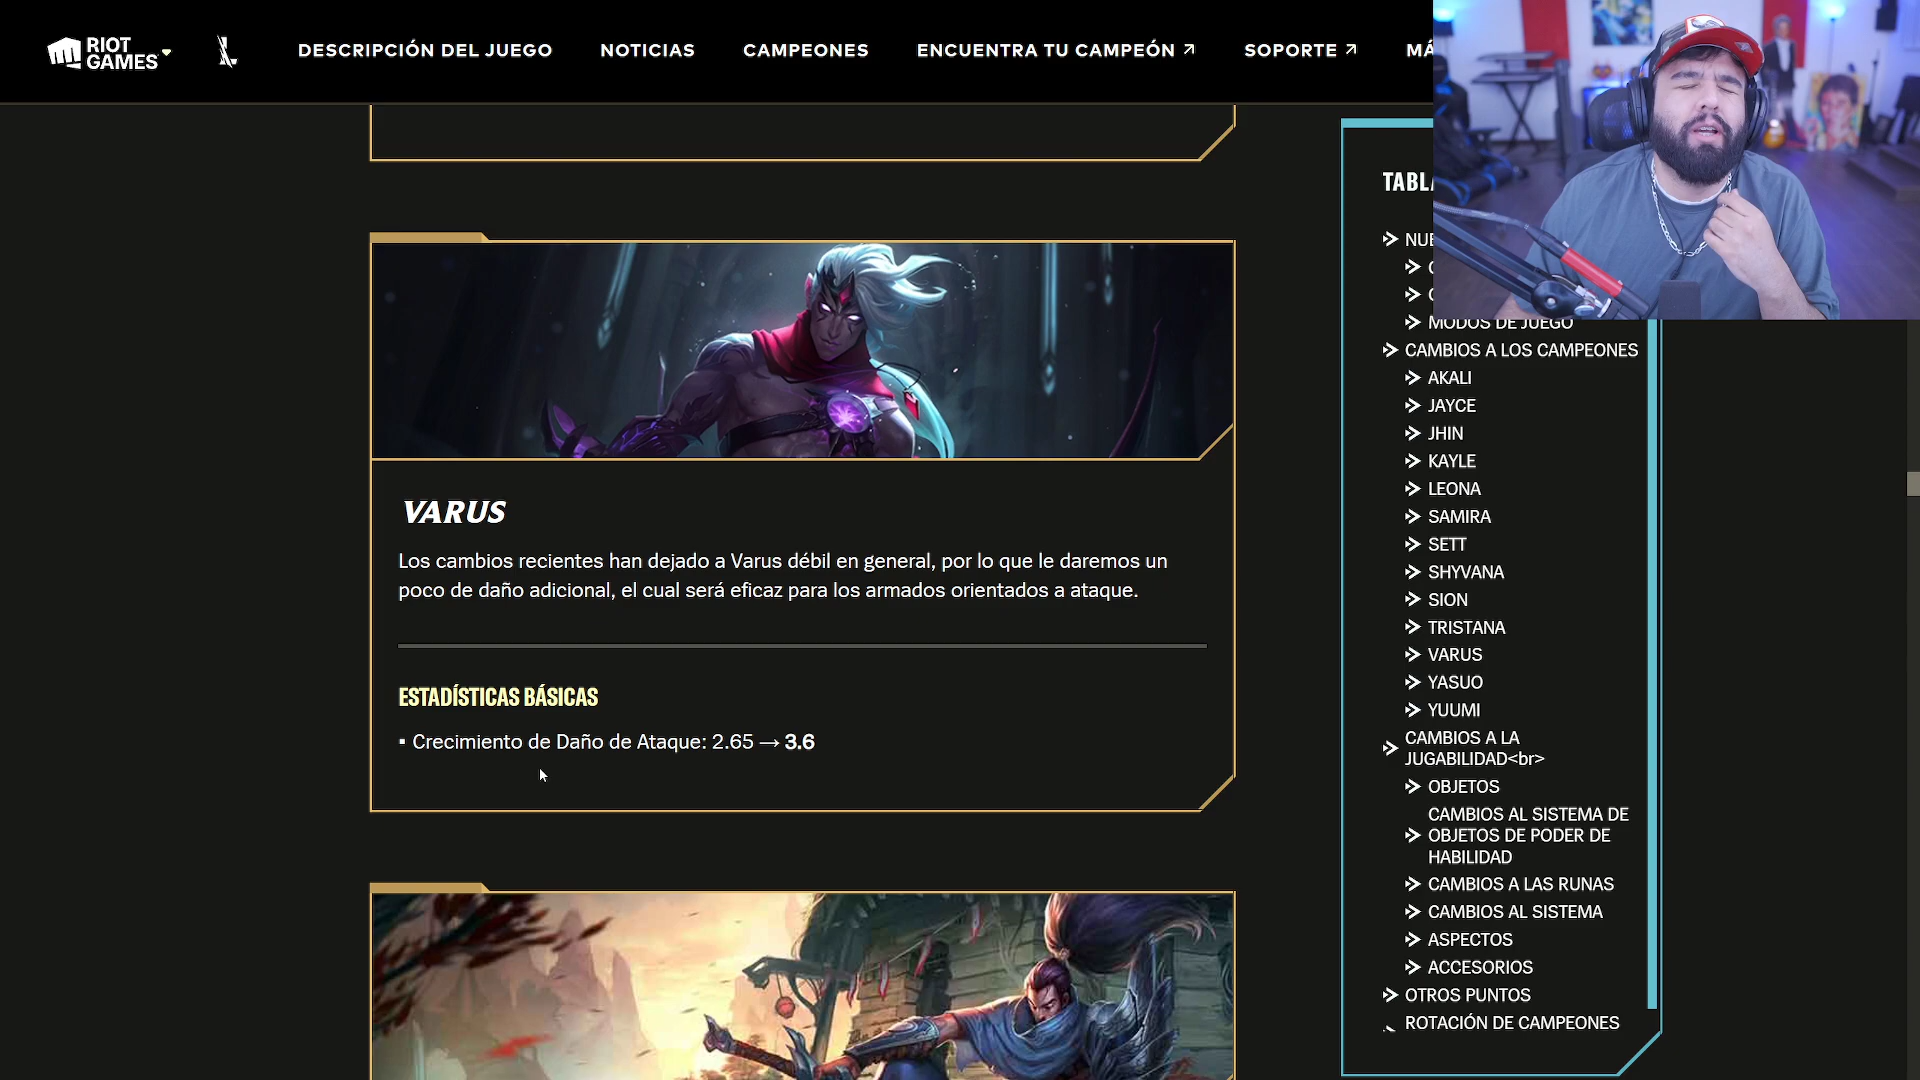 RIOT
GAMES
DESCRIPCIÓN DEL JUEGO
NOTICIAS
CAMPEONES
ENCUENTRA TU CAMPEÓN
SOPORTE
VARUS
Los cambios recientes han dejado a Varus débil en general, por lo que le daremos un
poco de daño adicional, el cual será eficaz para los armados orientados a ataque.
ESTADÍSTICAS BÁSICAS
▪ Crecimiento de Daño de Ataque: 2.65 → 3.6
MODOS DE JUEGO
CAMBIOS A LOS CAMPEONES
AKALI
JAYCE
JHIN
KAYLE
LEONA
SAMIRA
SETT
SHYVANA
SION
TRISTANA
VARUS
YASUO
YUUMI
CAMBIOS A LA
JUGABILIDAD<br>
OBJETOS
CAMBIOS AL SISTEMA DE
OBJETOS DE PODER DE
HABILIDAD
CAMBIOS A LAS RUNAS
CAMBIOS AL SISTEMA
ASPECTOS
ACCESORIOS
OTROS PUNTOS
ROTACIÓN DE CAMPEONES